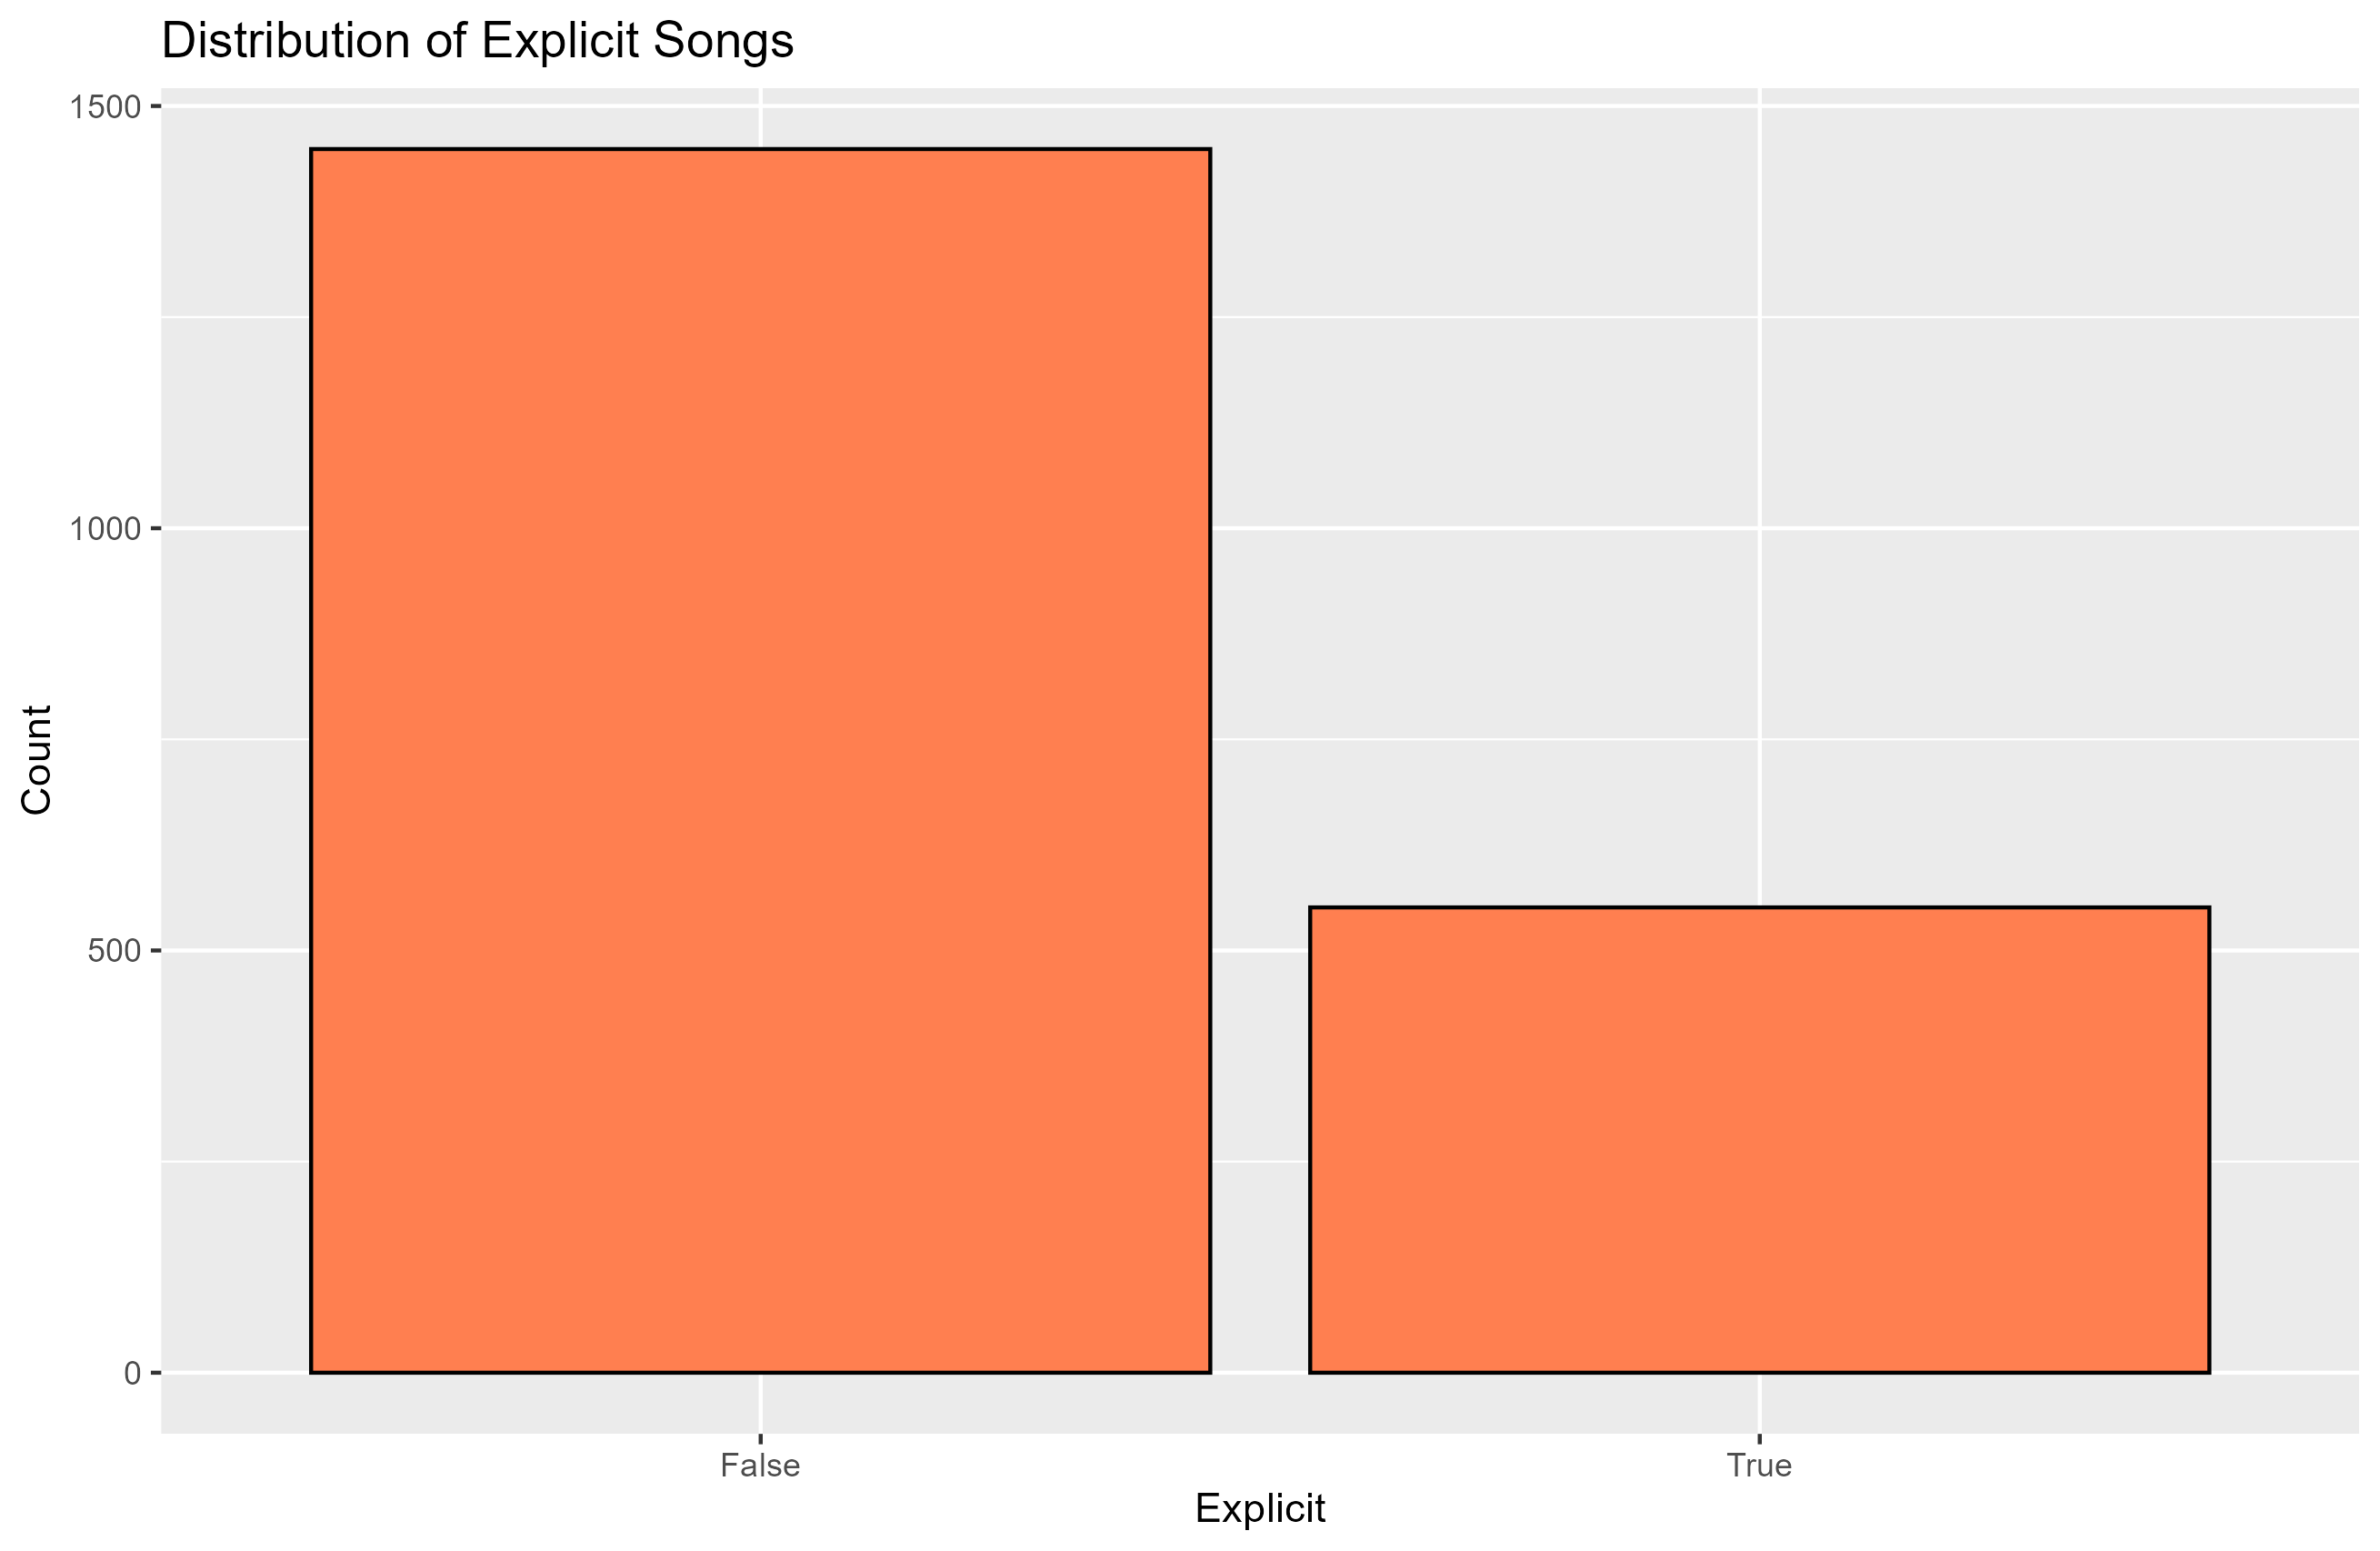 Distribution of Explicit Songs
1500
1000
500
0
Count
False True
Explicit